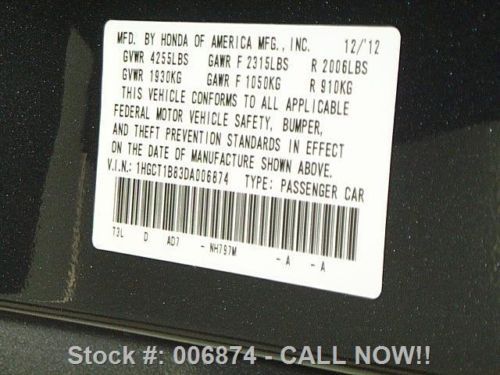 MFD. BY HONDA OF AMERICA MFG., INC. 12/'12
GVWR 4255LBS GAWR F 2315LBS R 2006LBS
GVWR 1930KG GAWR F 1050KG R 910KG
THIS VEHICLE CONFORMS TO ALL APPLICABLE
FEDERAL MOTOR VEHICLE SAFETY, BUMPER,
AND THEFT PREVENTION STANDARDS IN EFFECT
ON THE DATE OF MANUFACTURE SHOWN ABOVE.
V.I.N.: 1HGCT1B83DA006874 TYPE: PASSENGER CAR
73L D AD7 - NH797M - A - A
Stock #: 006874 - CALL NOW!!